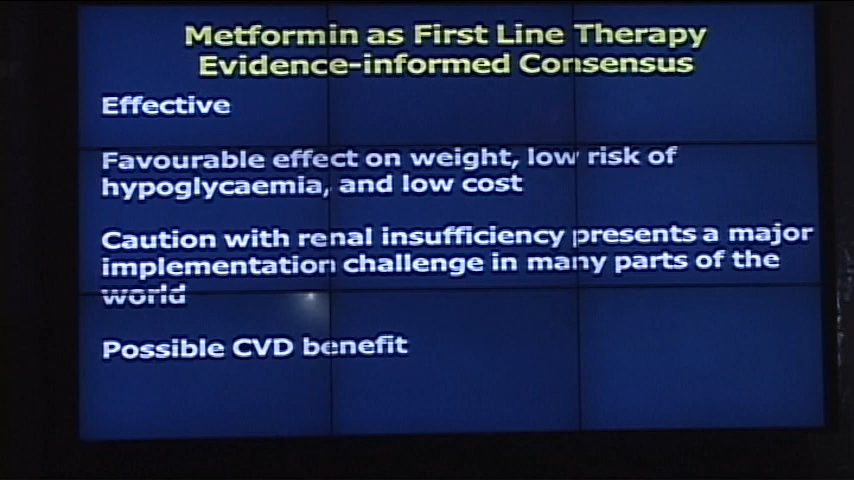 Metformin as First Line Therapy
Evidence-informed Consensus
Effective
Favourable effect on weight, low risk of
hypoglycaemia, and low cost
Caution with renal insufficiency presents a major
implementation challenge in many parts of the
world
Possible CVD benefit